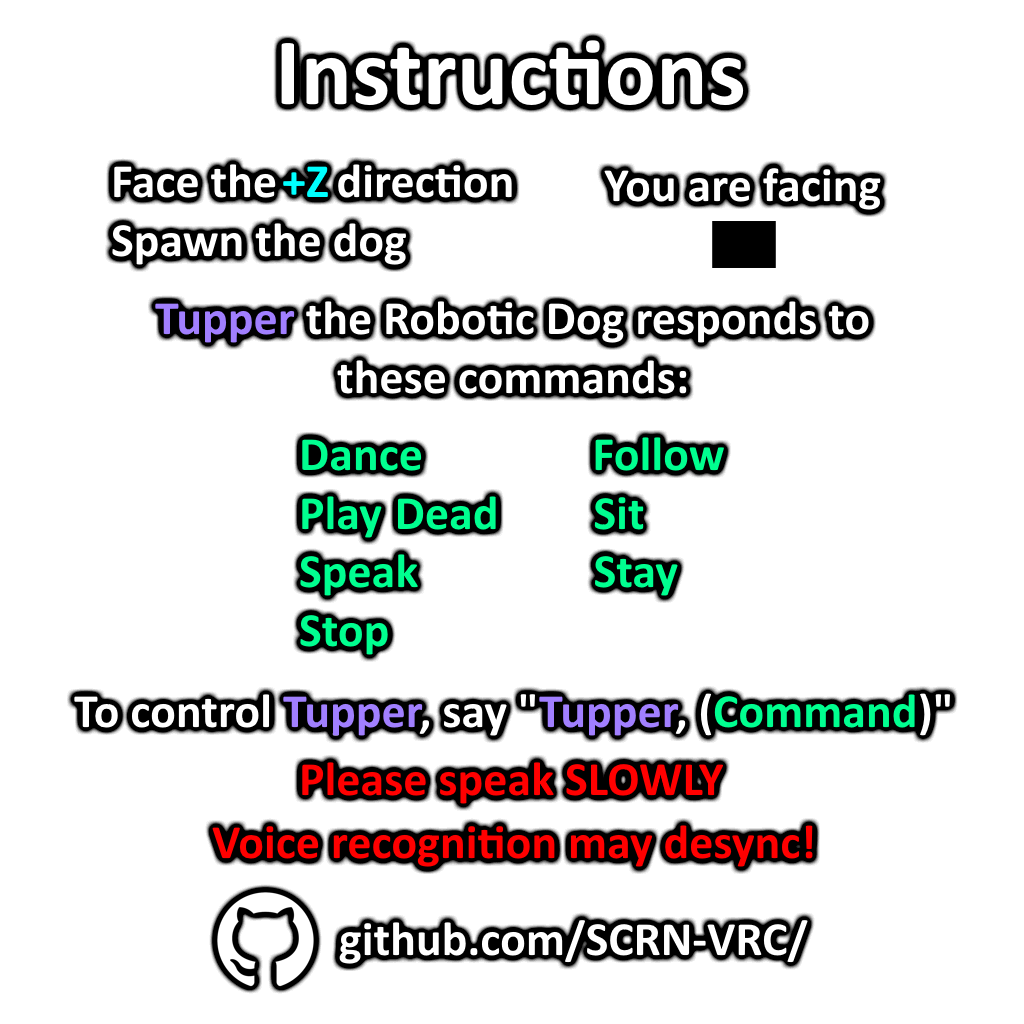 Instructions
Face the +Z direction
Spawn the dog
You are facing
Tupper the Robotic Dog responds to
these commands:
Dance
Play Dead
Speak
Stop
Follow
Sit
Stay
To control Tupper, say "Tupper, (Command)"
Please speak SLOWLY
Voice recognition may desync!
github.com/SCRN-VRC/